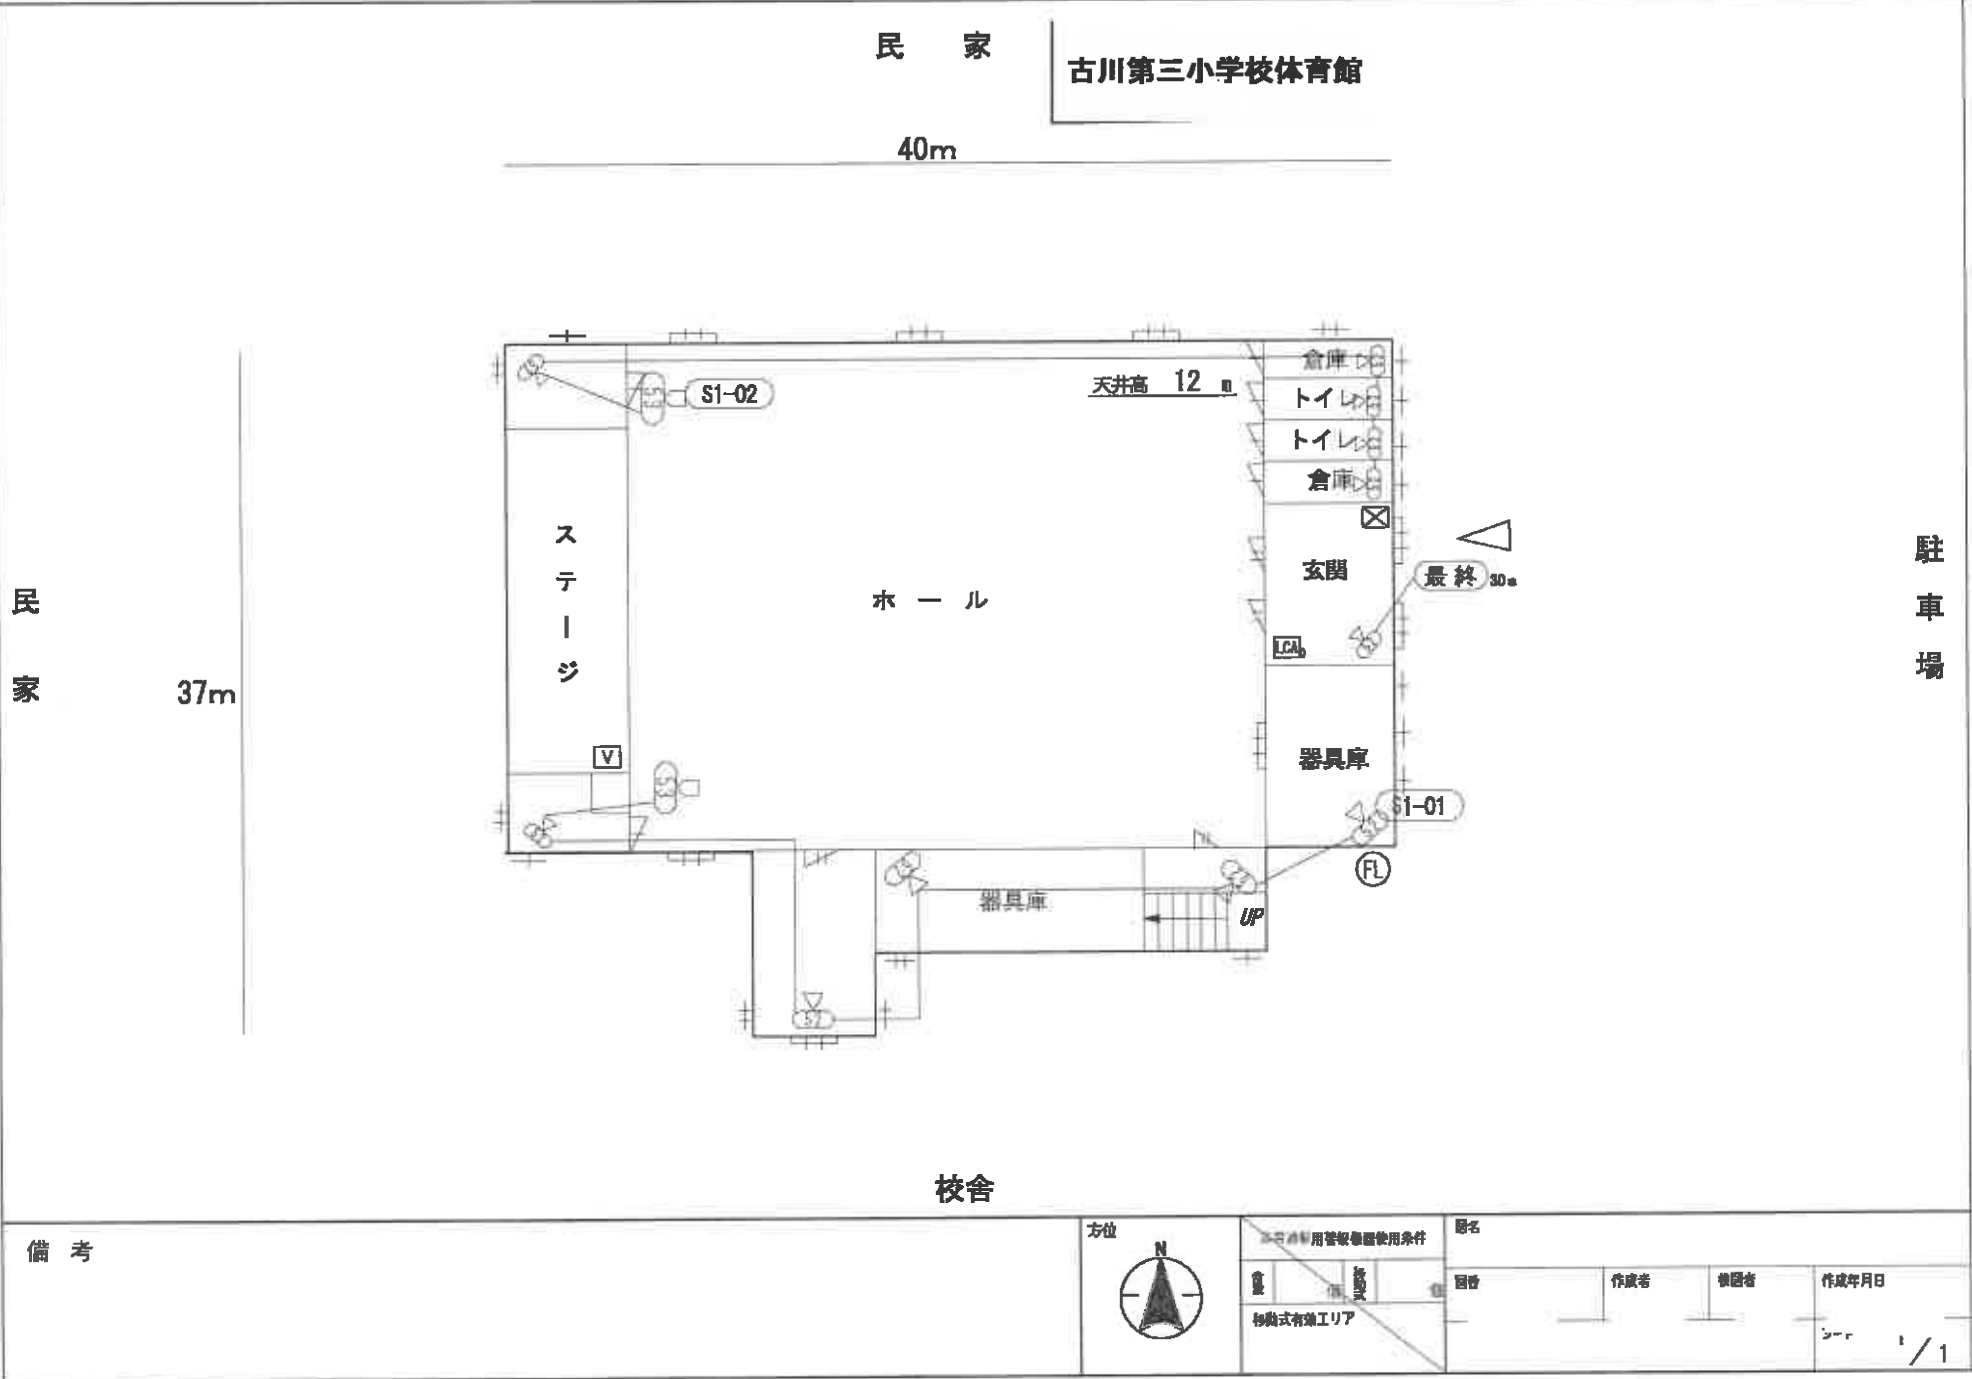 民 家
古川第三小学校体育館
40m
天井高 12 m
S1-02
倉庫
トイレ
トイレ
倉庫
ステージ
ホール
玄関
最終 30m
LCA
民家
37m
駐車場
V
器具庫
S1-01
FL
器具庫
UP
校舎
備 考
方位
N
用警報機器使用条件
図名
図番
作成者
検図者
作成年月日
移動式有効エリア
/1